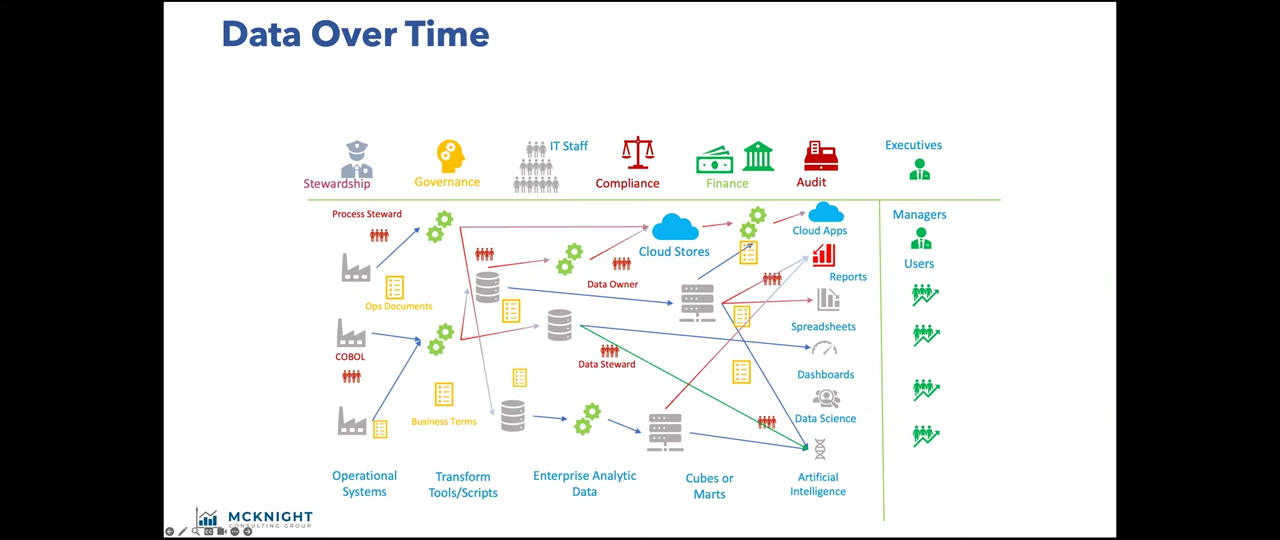 Data Over Time
IT Staff
Executives
Stewardship
Governance
Compliance
Finance
Audit
Process Steward
Managers
Cloud Apps
Cloud Stores
Users
Reports
Data Owner
Ops Documents
Spreadsheets
COBOL
Data Steward
Dashboards
Business Terms
Data Science
Operational
Systems
Transform
Tools/Scripts
Enterprise Analytic
Data
Cubes or
Marts
Artificial
Intelligence
MCKNIGHT
CONSULTING GROUP